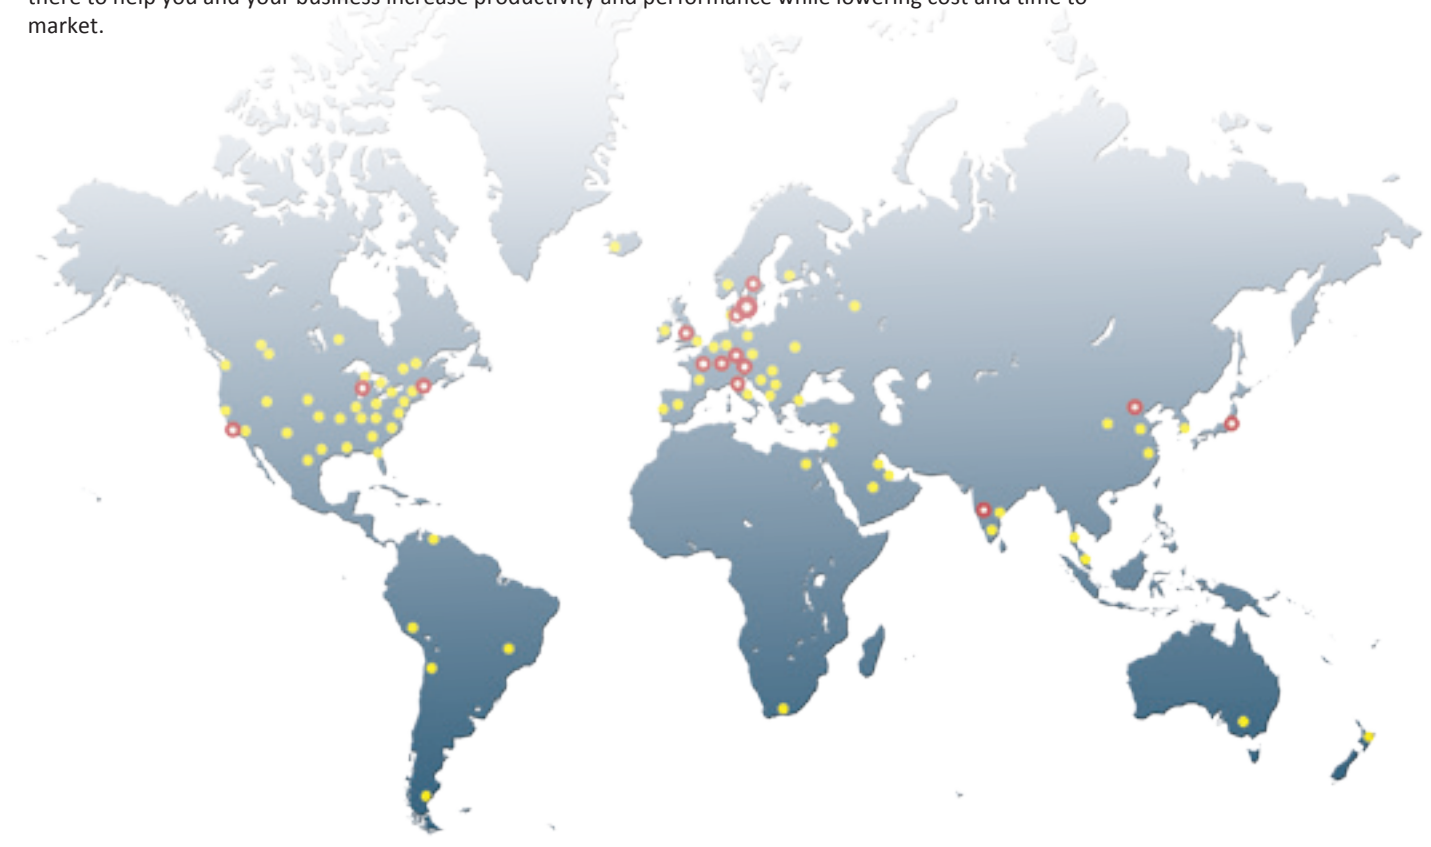 there to help you and your business increase productivity and performance while lowering cost and time to
market.